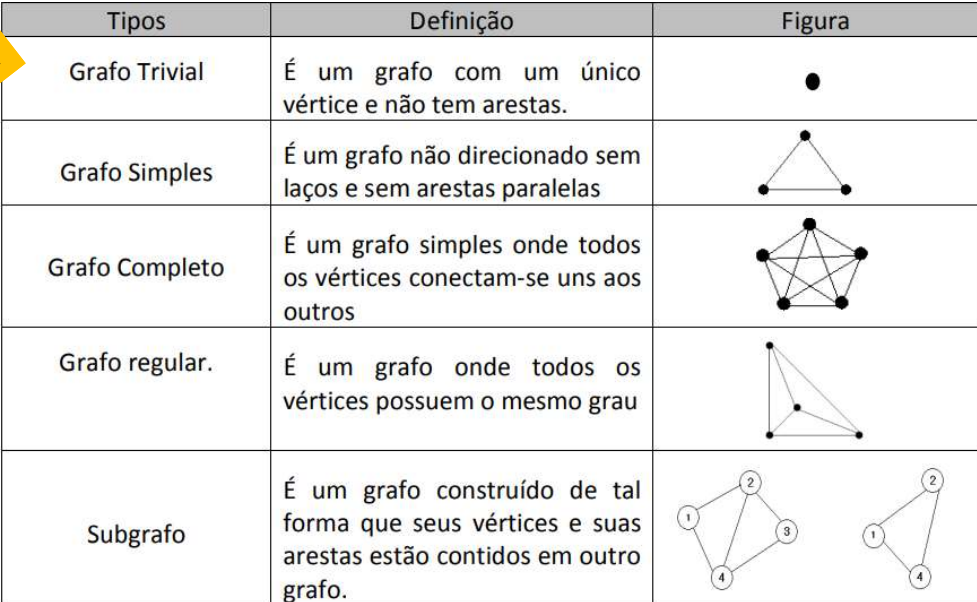 Tipos Definição Figura
Grafo Trivial
É um grafo com um único
vértice e não tem arestas.
Grafo Simples
É um grafo não direcionado sem
laços e sem arestas paralelas
Grafo Completo
É um grafo simples onde todos
os vértices conectam-se uns aos
outros
Grafo regular.
É um grafo onde todos os
vértices possuem o mesmo grau
Subgrafo
É um grafo construído de tal
forma que seus vértices e suas
arestas estão contidos em outro
grafo.
1
2
3
4
1
2
4